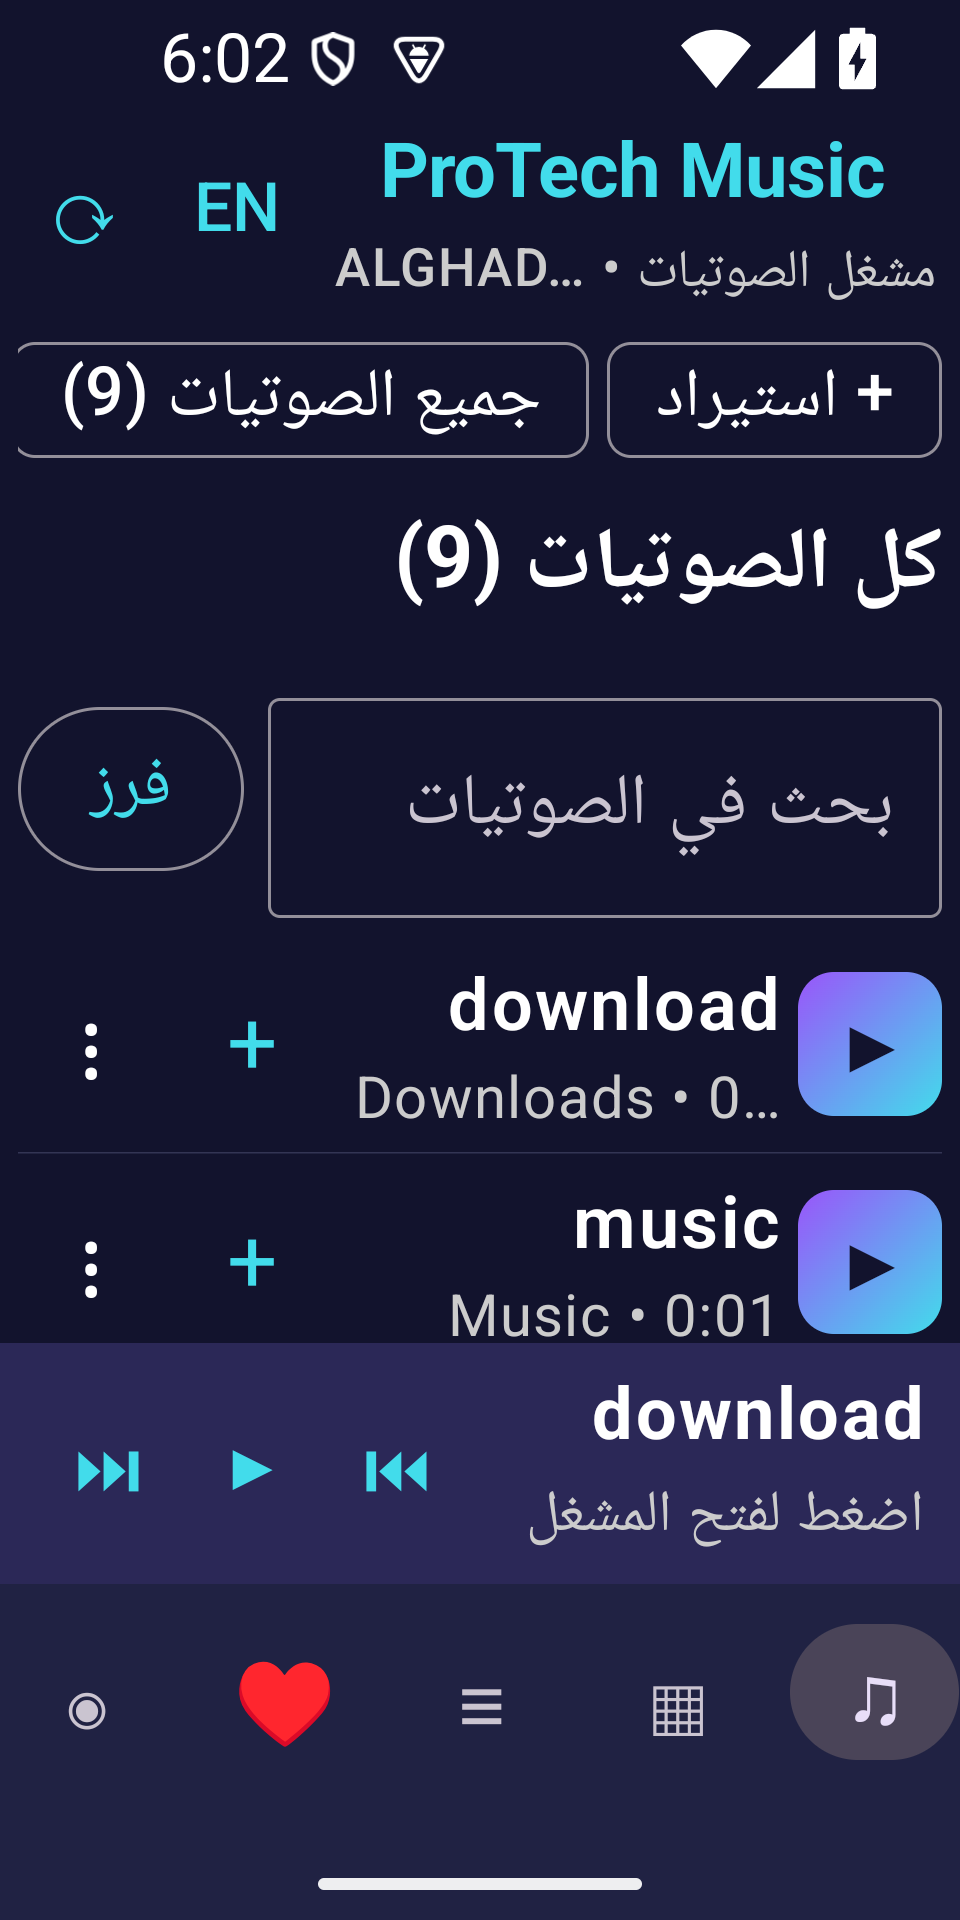 6:02
ProTech Music
EN
مشغل الصوتيات • ALGHAD...
+ استيراد
جميع الصوتيات (9)
كل الصوتيات (9)
بحث في الصوتيات
فرز
download
+
Downloads • 0...
music
+
Music • 0:01
download
اضغط لفتح المشغل